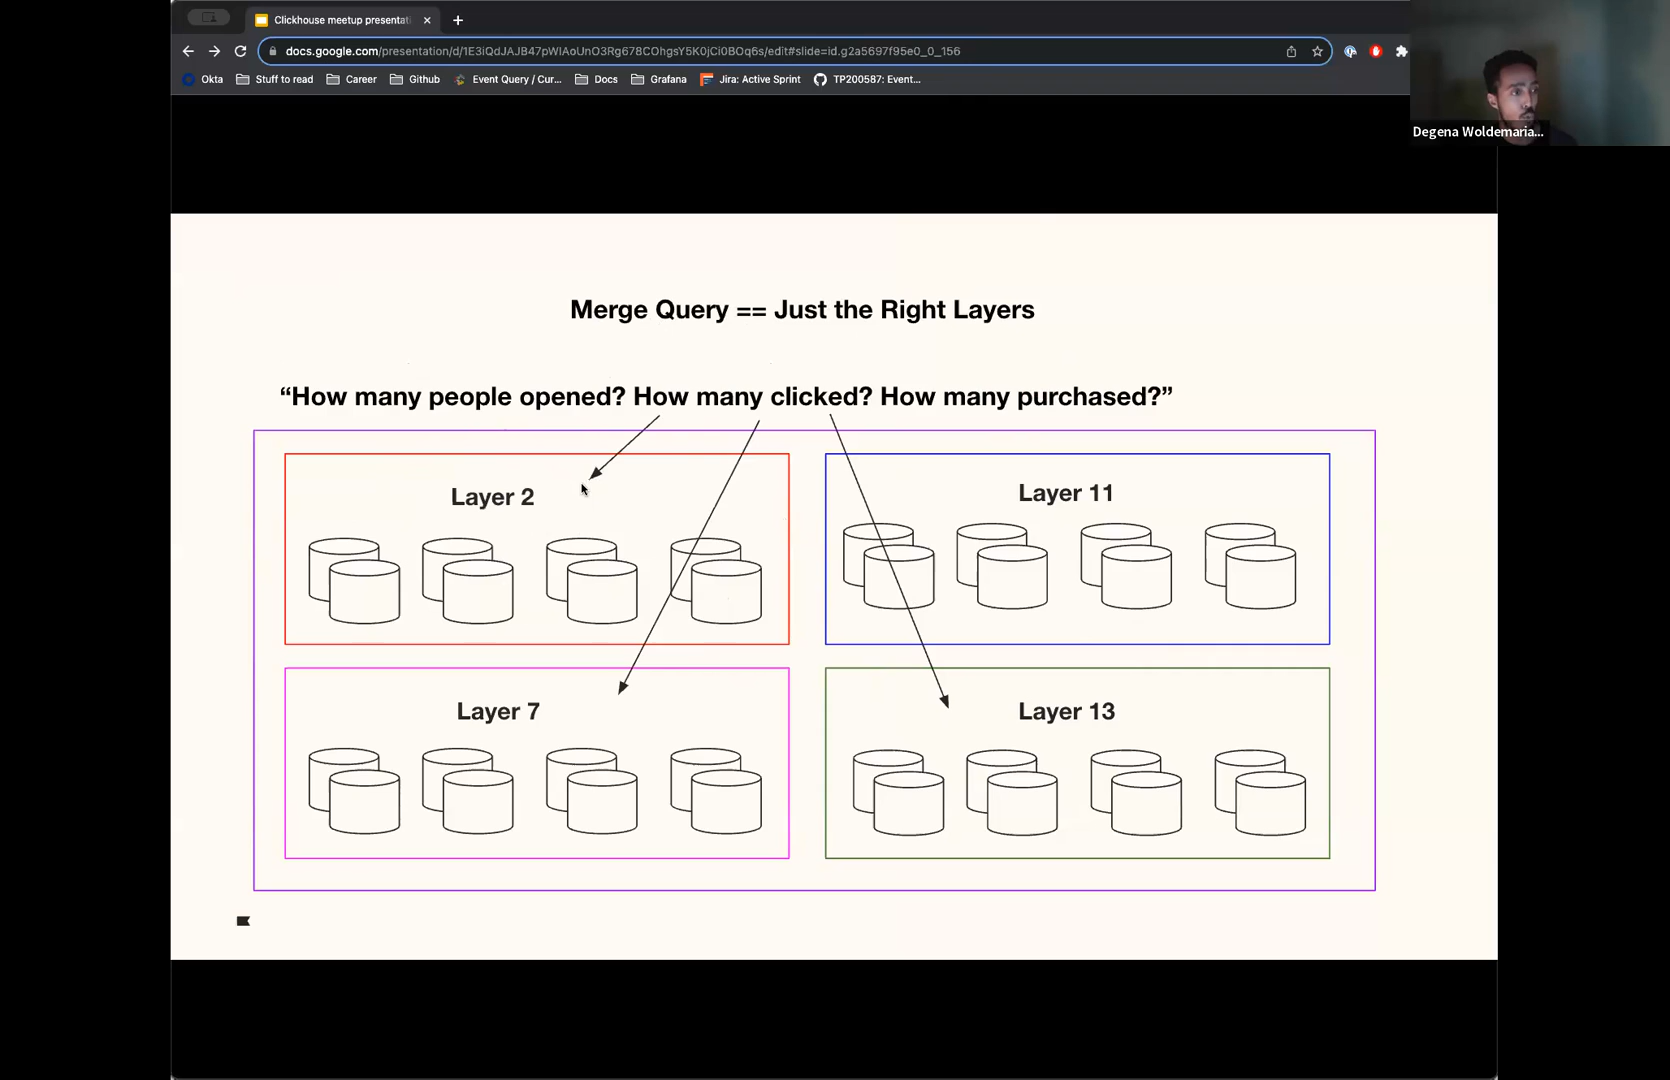 Clickhouse meetup presentati
docs.google.com/presentation/d/1E3iQdJAJB47pWIAoUnO3Rg678COhgsY5K0jCi0BOq6s/edit#slide=id.g2a5697f95e0_0_156
Okta Stuff to read Career Github Event Query / Cur... Docs Grafana Jira: Active Sprint TP200587: Event...
Degena Woldemaria...
Merge Query == Just the Right Layers
“How many people opened? How many clicked? How many purchased?”
Layer 2
Layer 11
Layer 7
Layer 13